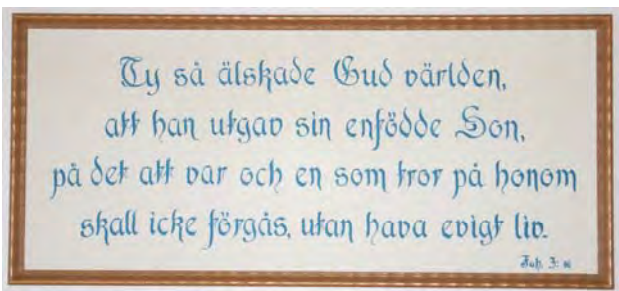 Ty så älskade Gud världen,
att han utgav sin enfödde Son,
på det att var och en som tror på honom
skall icke förgås, utan hava evigt liv.
Joh. 3: 16